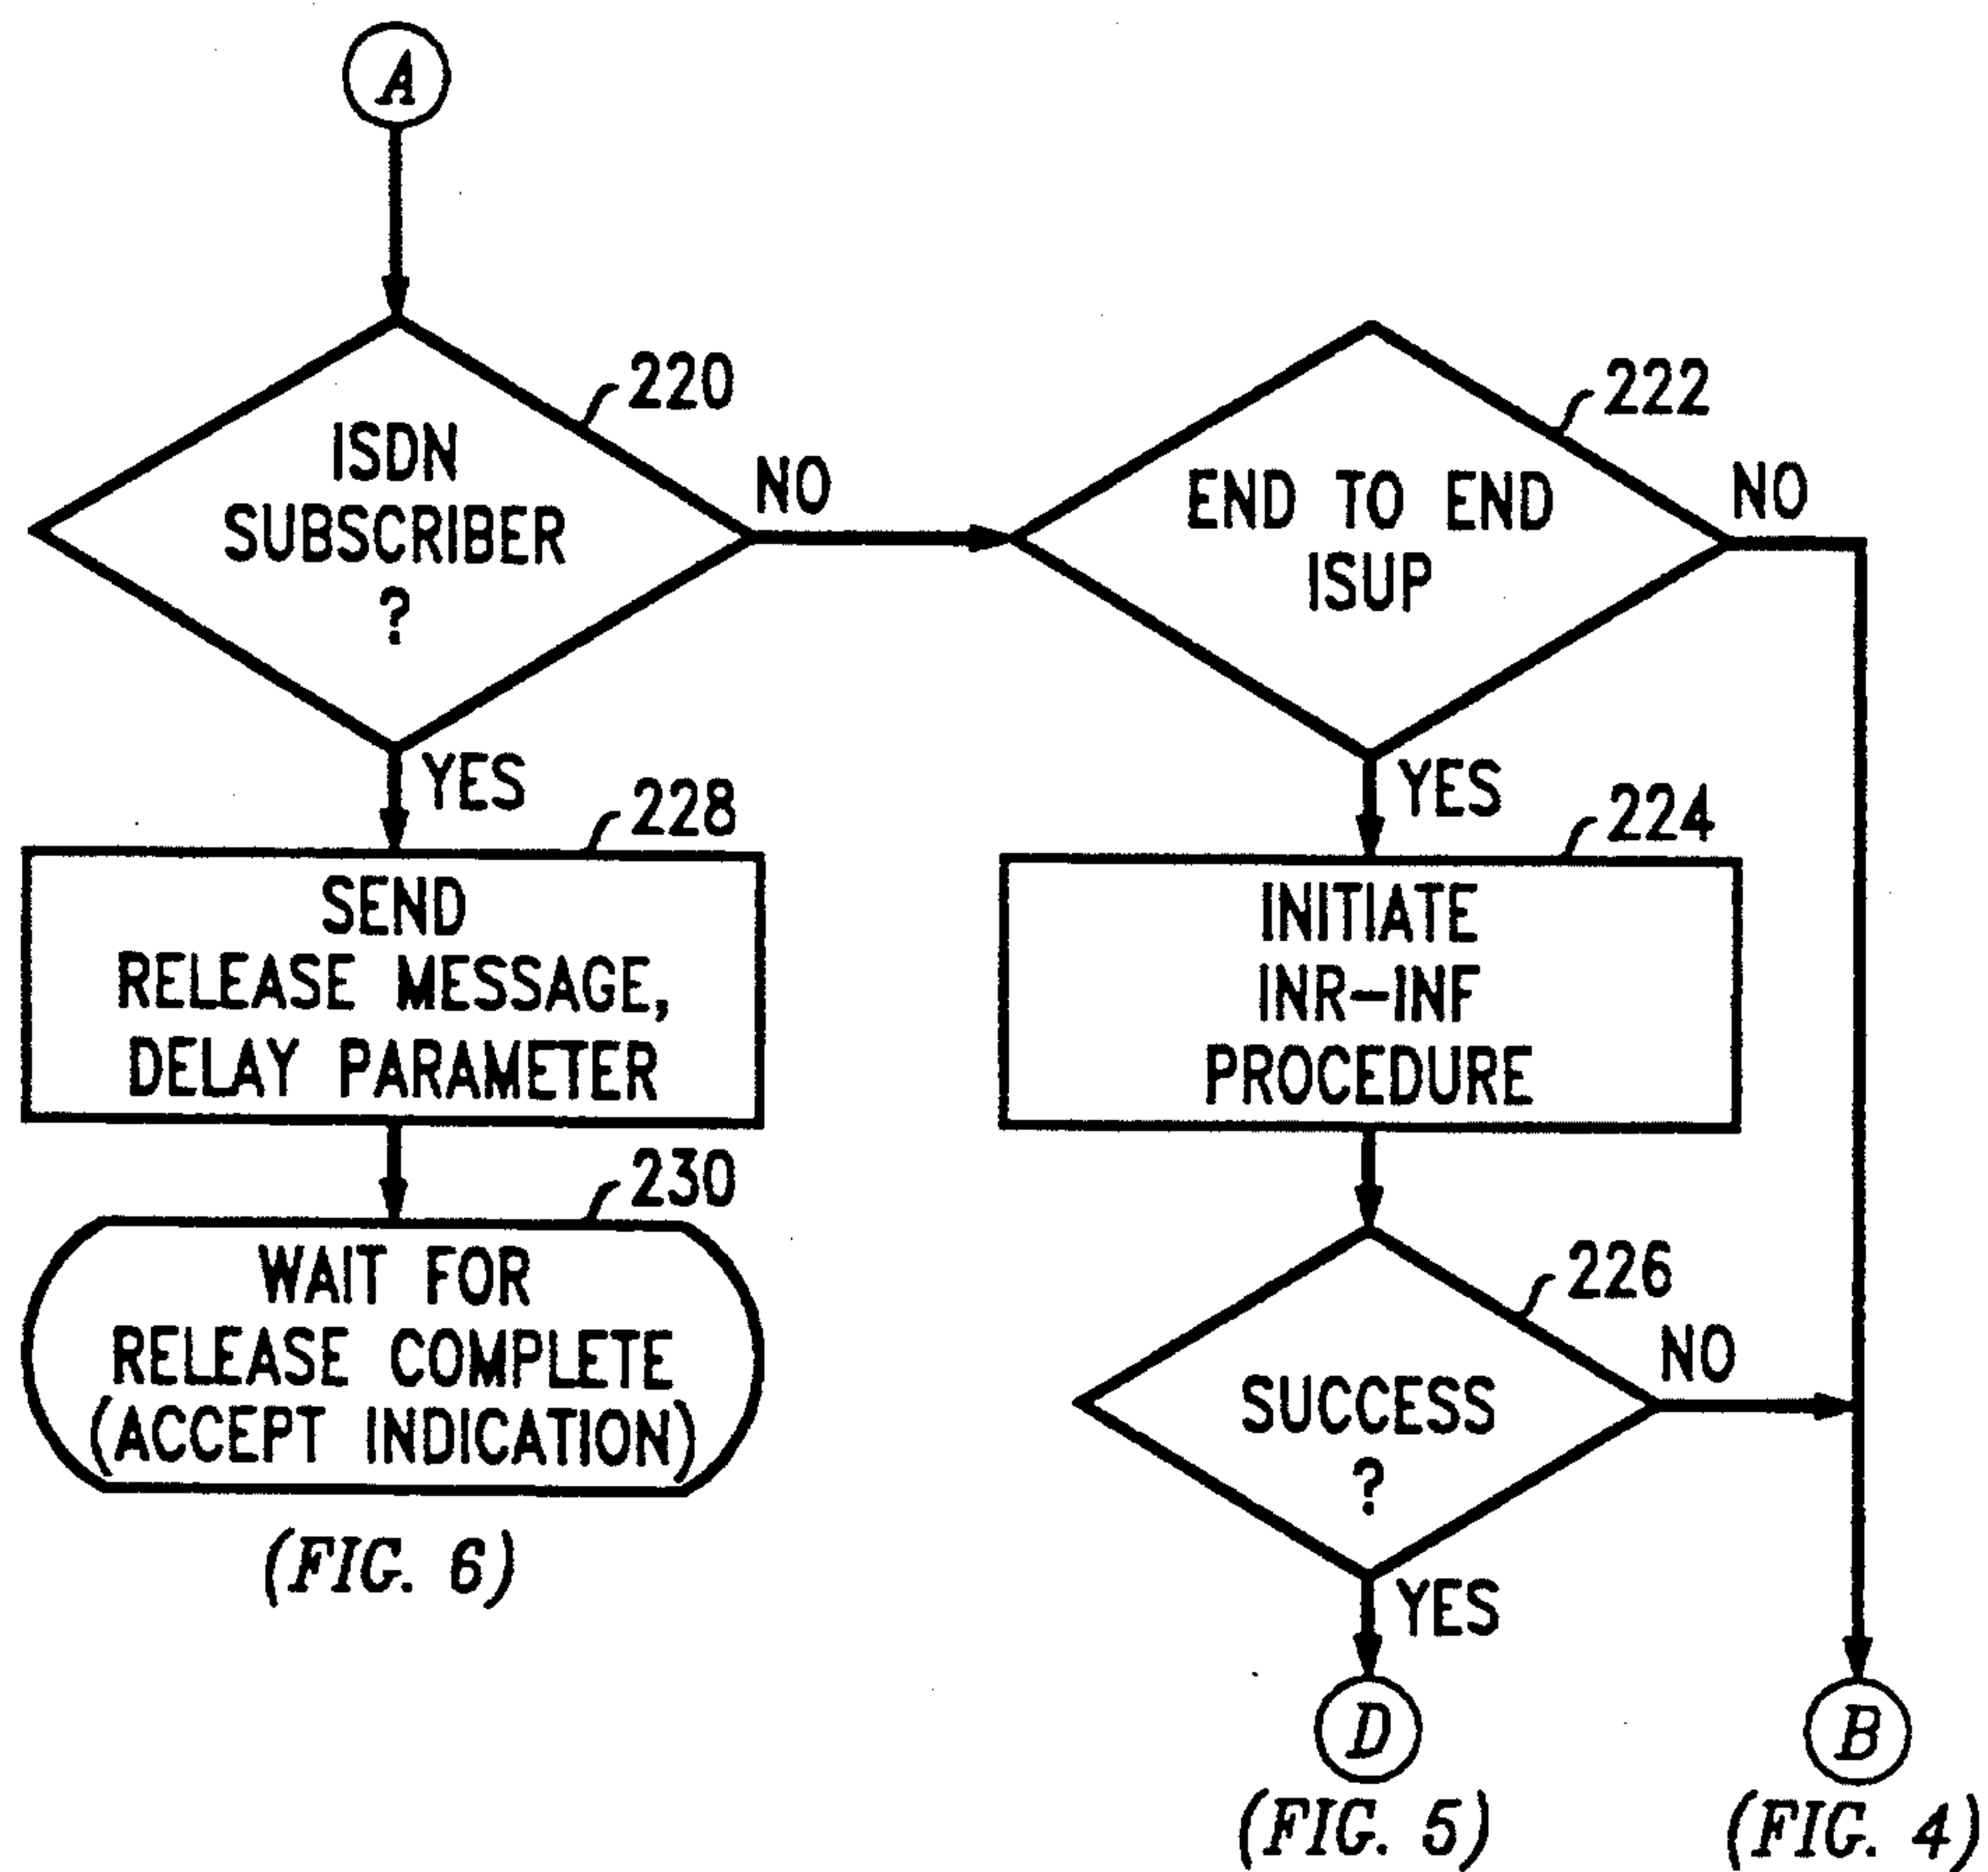 A
220
ISDN
SUBSCRIBER
?
NO
222
END TO END
ISUP
NO
YES
228
SEND
RELEASE MESSAGE,
DELAY PARAMETER
YES
224
INITIATE
INR-INF
PROCEDURE
230
WAIT FOR
RELEASE COMPLETE
(ACCEPT INDICATION)
(FIG. 6)
226
SUCCESS
?
NO
YES
D
(FIG. 5)
B
(FIG. 4)